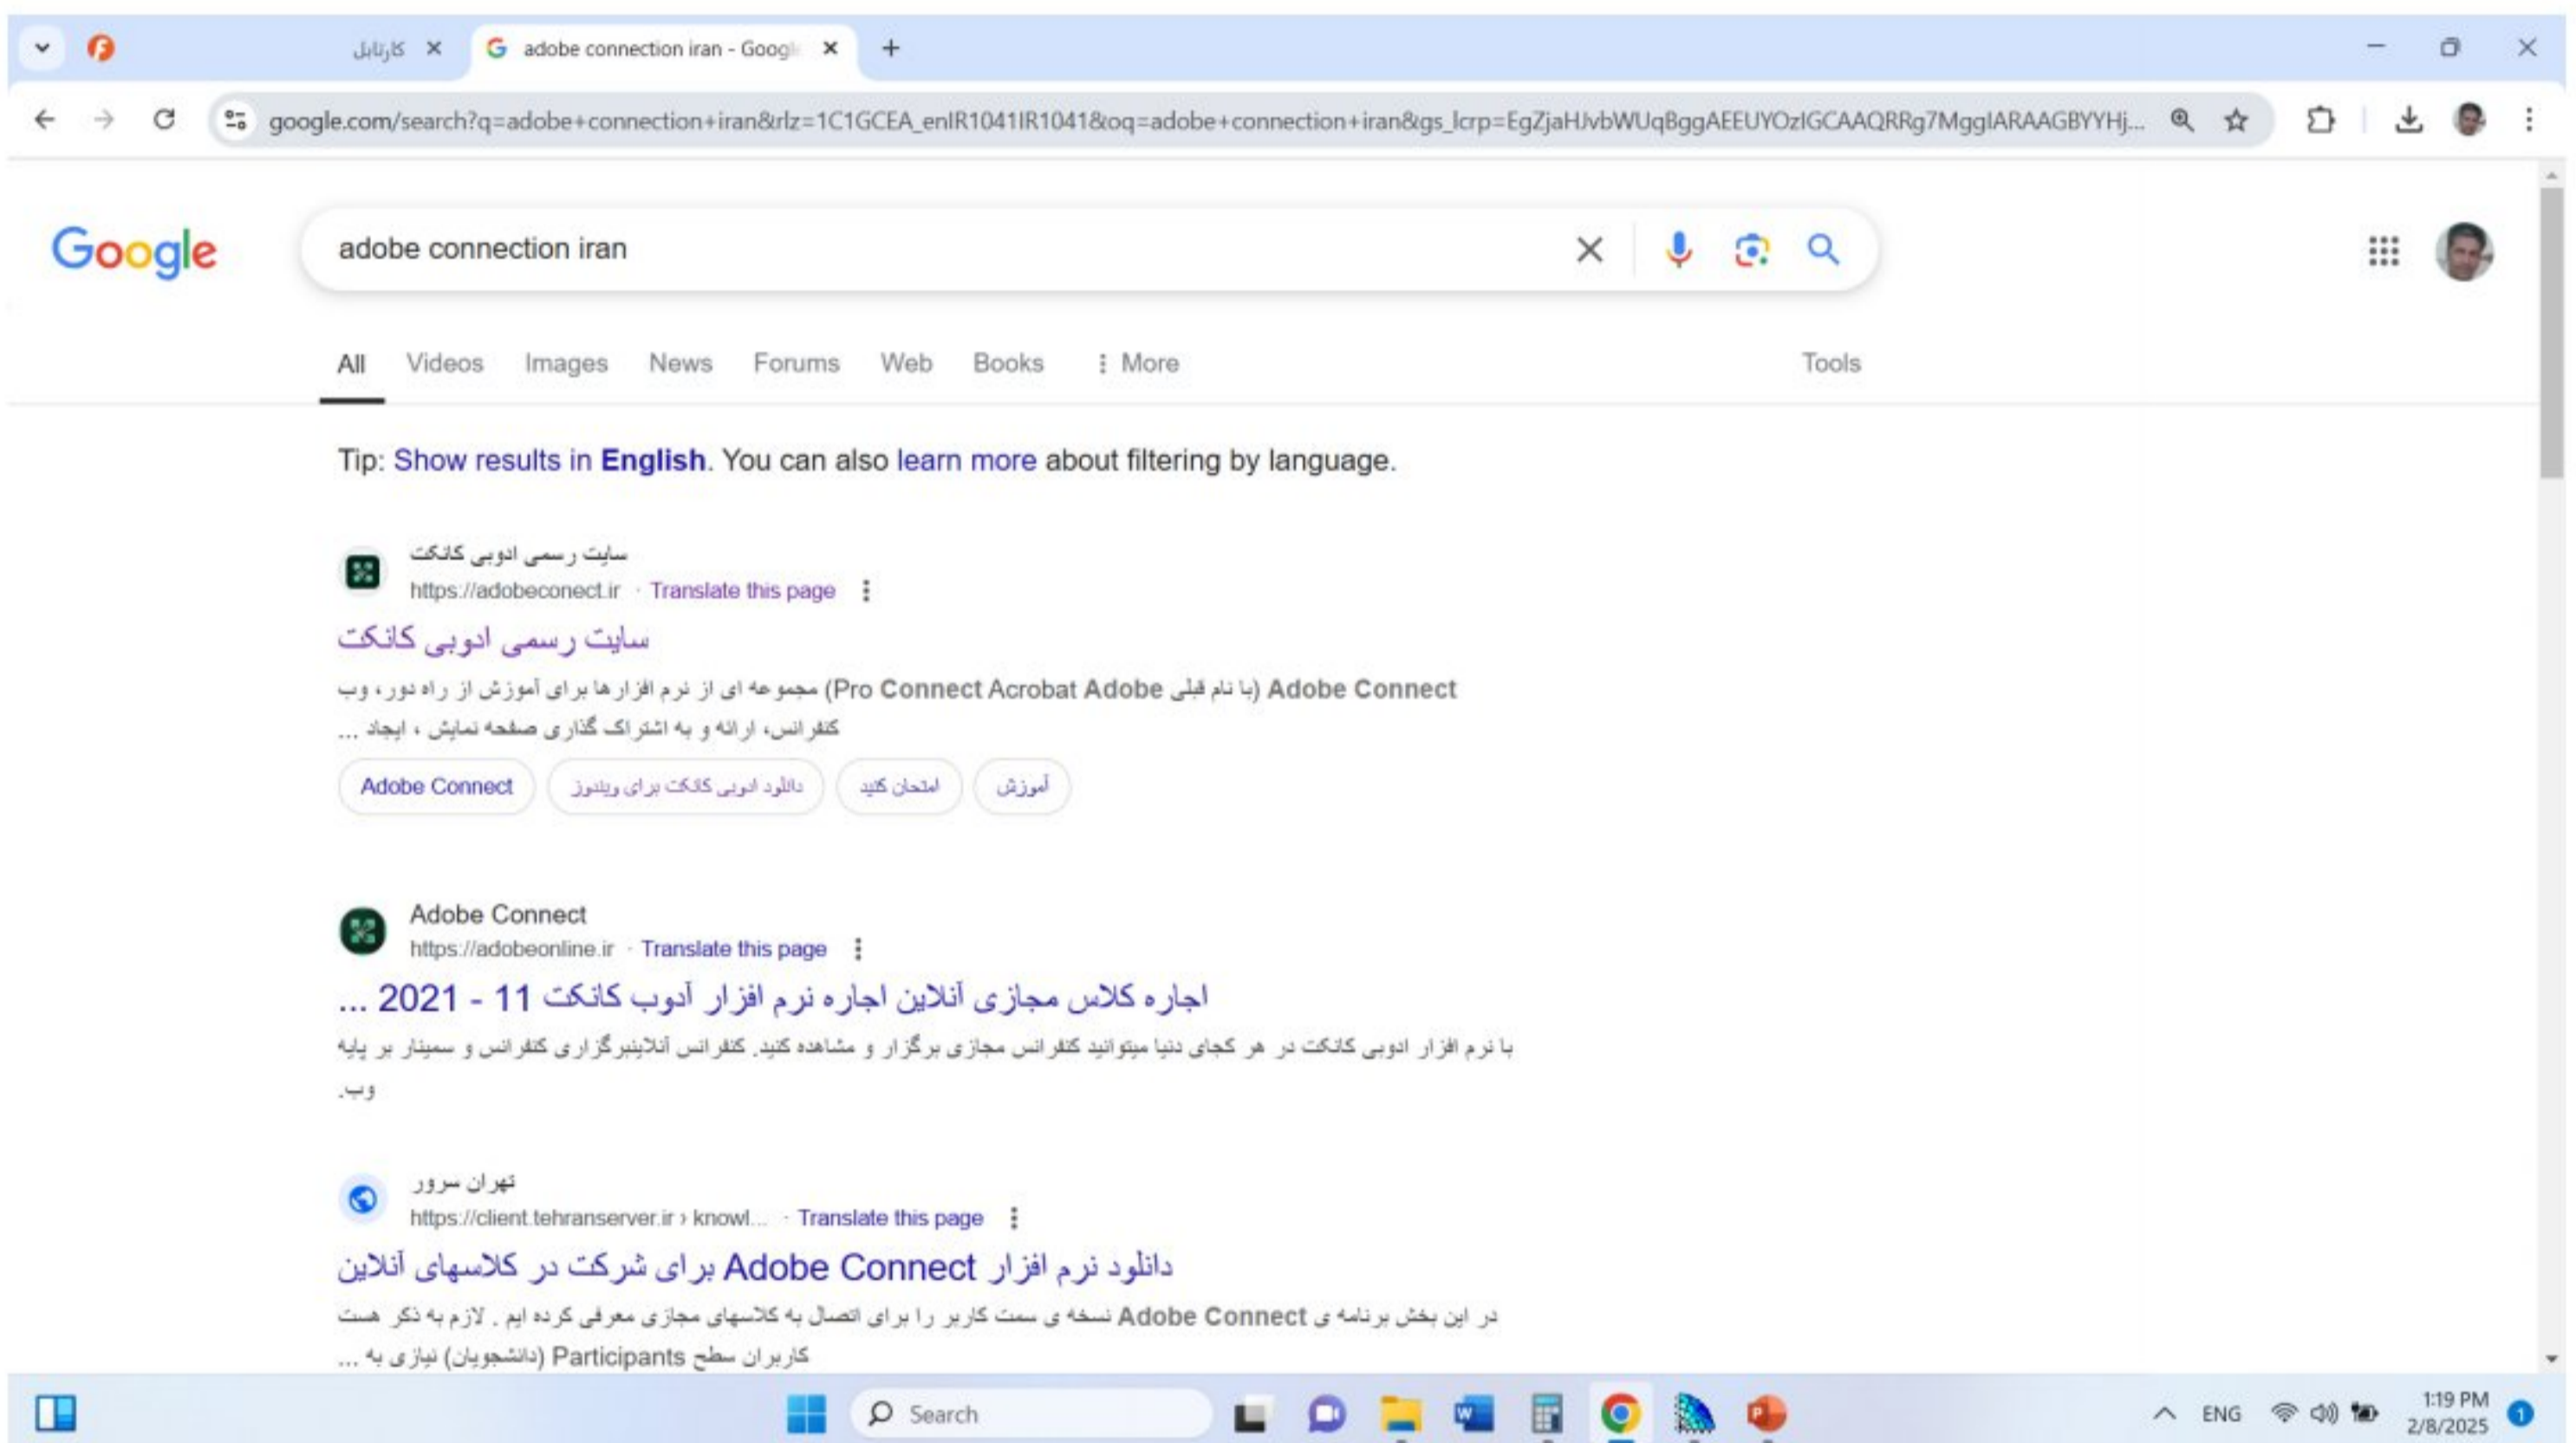 کارتابل
adobe connection iran - Googl
google.com/search?q=adobe+connection+iran&rlz=1C1GCEA_enIR1041IR1041&oq=adobe+connection+iran&gs_lcrp=EgZjaHJvbWUqBggAEEUYOzIGCAAQRRg7MggIARAAGBYYHj...
Google
adobe connection iran
All Videos Images News Forums Web Books More Tools
Tip: Show results in English. You can also learn more about filtering by language.
سایت رسمی ادوبی کانکت
https://adobeconect.ir · Translate this page
سایت رسمی ادوبی کانکت
Adobe Connect (با نام قبلی Pro Connect Acrobat Adobe) مجموعه ای از نرم افزارها برای آموزش از راه دور، وب
کنفرانس، ارائه و به اشتراک گذاری صفحه نمایش ، ایجاد ...
Adobe Connect
دانلود ادوبی کانکت برای ویندوز
امتحان کنید
آموزش
Adobe Connect
https://adobeonline.ir · Translate this page
اجاره کلاس مجازی آنلاین اجاره نرم افزار آدوب کانکت 11 - 2021 ...
با نرم افزار ادوبی کانکت در هر کجای دنیا میتوانید کنفرانس مجازی برگزار و مشاهده کنید. کنفرانس آنلاینبرگزاری کنفرانس و سمینار بر پایه
وب.
تهران سرور
https://client.tehranserver.ir › knowl... · Translate this page
دانلود نرم افزار Adobe Connect برای شرکت در کلاسهای آنلاین
در این بخش برنامه ی Adobe Connect نسخه ی سمت کاربر را برای اتصال به کلاسهای مجازی معرفی کرده ایم . لازم به ذکر هست
کاربران سطح Participants (دانشجویان) نیازی به ...
Search
ENG
1:19 PM
2/8/2025
1